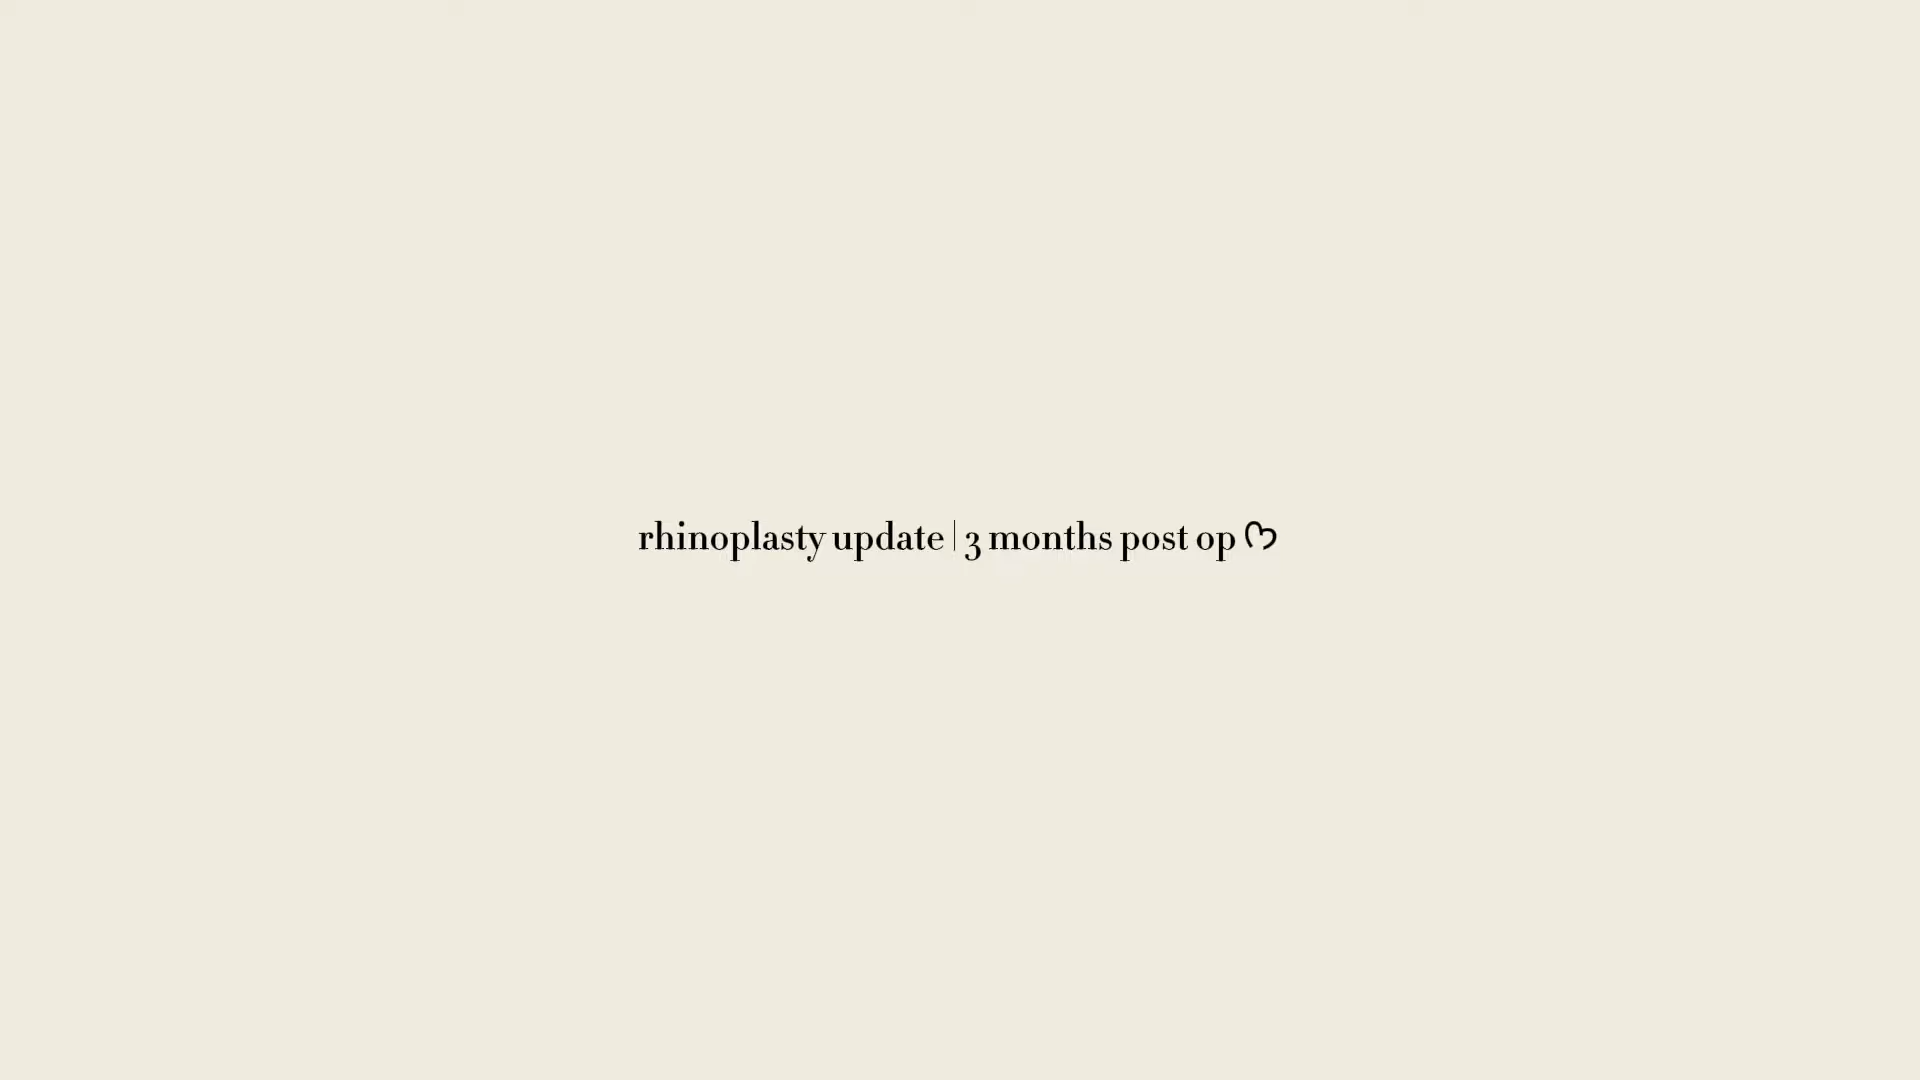 rhinoplasty update | 3 months post op ღ